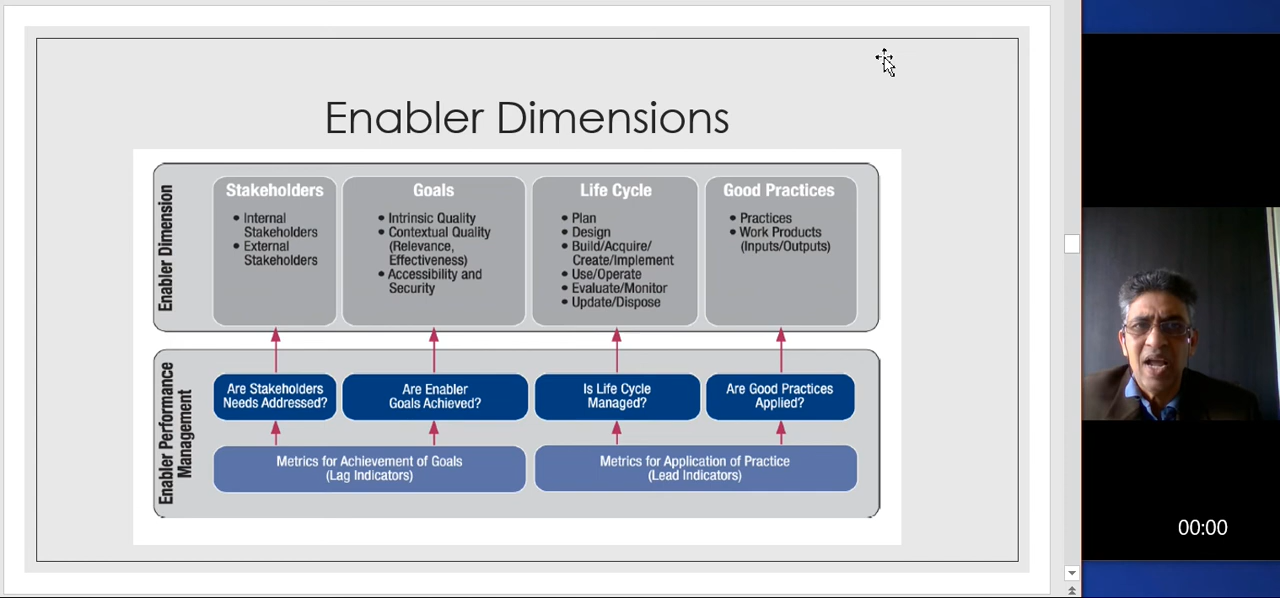 Enabler Dimensions
Enabler Dimension
Stakeholders
• Internal
Stakeholders
• External
Stakeholders
Goals
• Intrinsic Quality
• Contextual Quality
(Relevance,
Effectiveness)
• Accessibility and
Security
Life Cycle
• Plan
• Design
• Build/Acquire/
Create/Implement
• Use/Operate
• Evaluate/Monitor
• Update/Dispose
Good Practices
• Practices
• Work Products
(Inputs/Outputs)
Enabler Performance
Management
Are Stakeholders
Needs Addressed?
Are Enabler
Goals Achieved?
Is Life Cycle
Managed?
Are Good Practices
Applied?
Metrics for Achievement of Goals
(Lag Indicators)
Metrics for Application of Practice
(Lead Indicators)
00:00